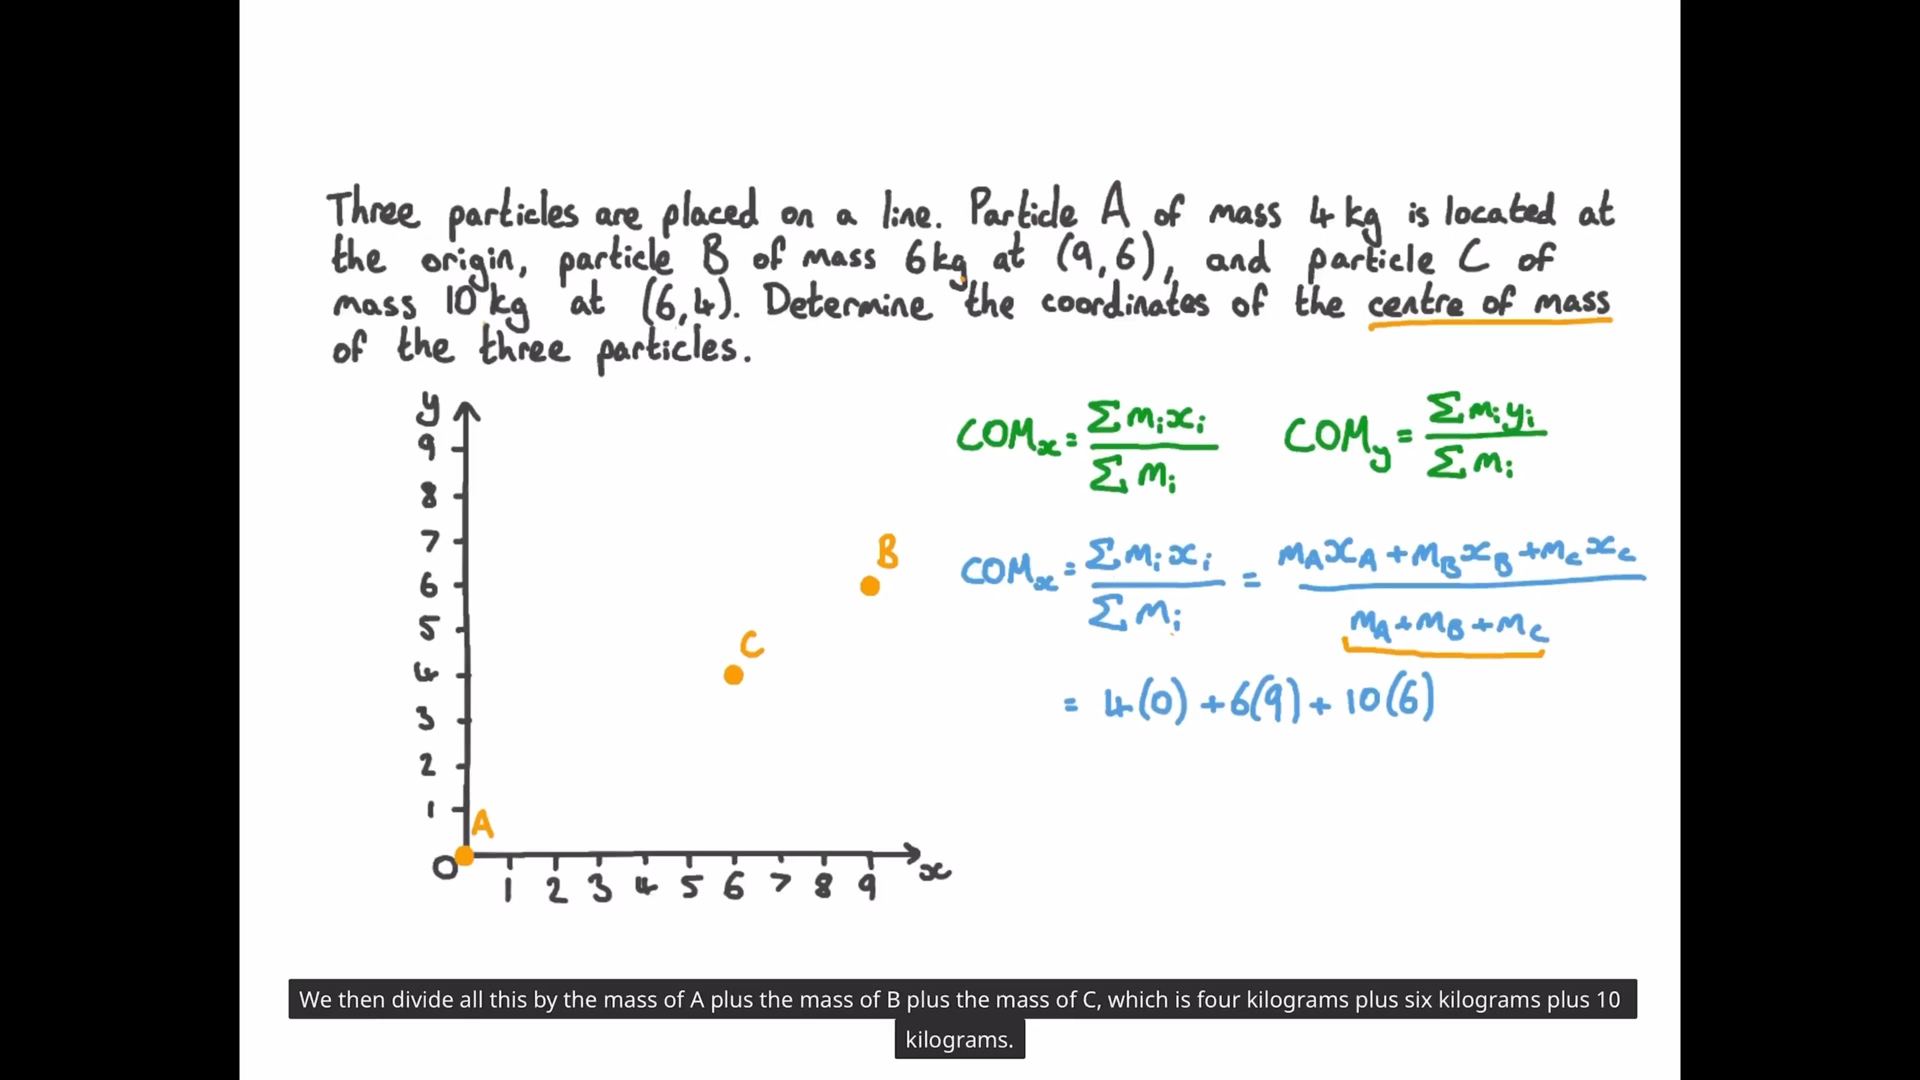 Three particles are placed on a line. Particle A of mass 4 kg is located at
the origin, particle B of mass 6 kg at (9,6), and particle C of
mass 10 kg at (6,4). Determine the coordinates of the centre of mass
of the three particles.
y
9
8
7
6
5
4
3
2
1
O
1 2 3 4 5 6 7 8 9 x
A
B
C
COMx = Σmixi / Σmi
COMy = Σmiyi / Σmi
COMx = Σmixi / Σmi = mAxA + mBxB + mCxC / mA + mB + mC
= 4(0) + 6(9) + 10(6)
We then divide all this by the mass of A plus the mass of B plus the mass of C, which is four kilograms plus six kilograms plus 10
kilograms.